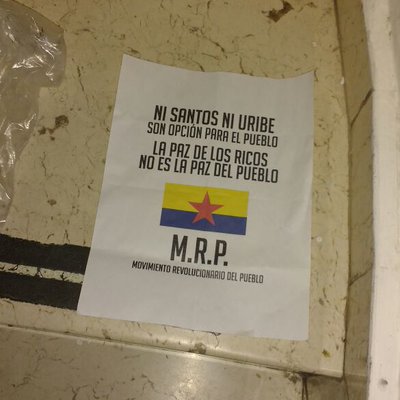 NI SANTOS NI URIBE
SON OPCIÓN PARA EL PUEBLO
LA PAZ DE LOS RICOS
NO ES LA PAZ DEL PUEBLO
M.R.P.
MOVIMIENTO REVOLUCIONARIO DEL PUEBLO